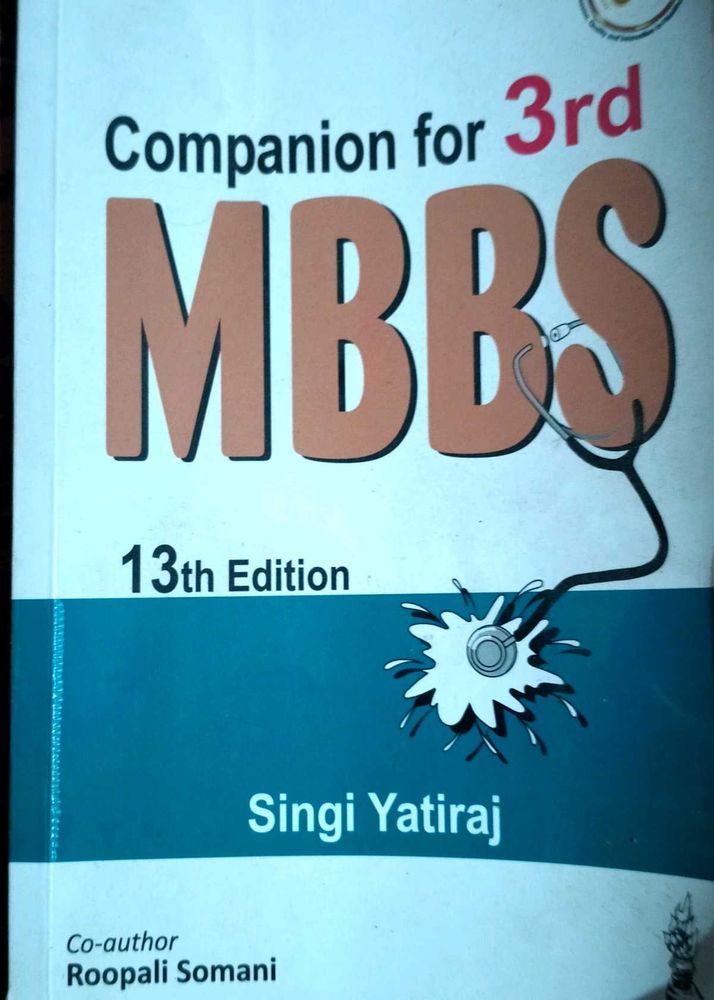 Companion for 3rd
MBBS
13th Edition
Singi Yatiraj
Co-author
Roopali Somani